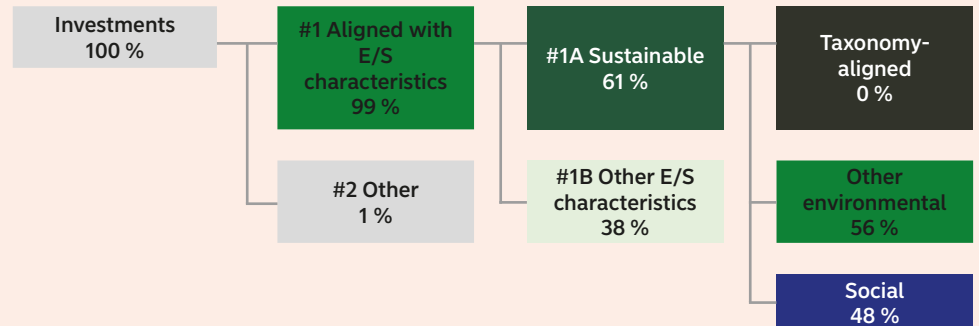 Investments
100 %
#1 Aligned with
E/S
characteristics
99 %
#1A Sustainable
61 %
Taxonomy-
aligned
0 %
#2 Other
1 %
#1B Other E/S
characteristics
38 %
Other
environmental
56 %
Social
48 %